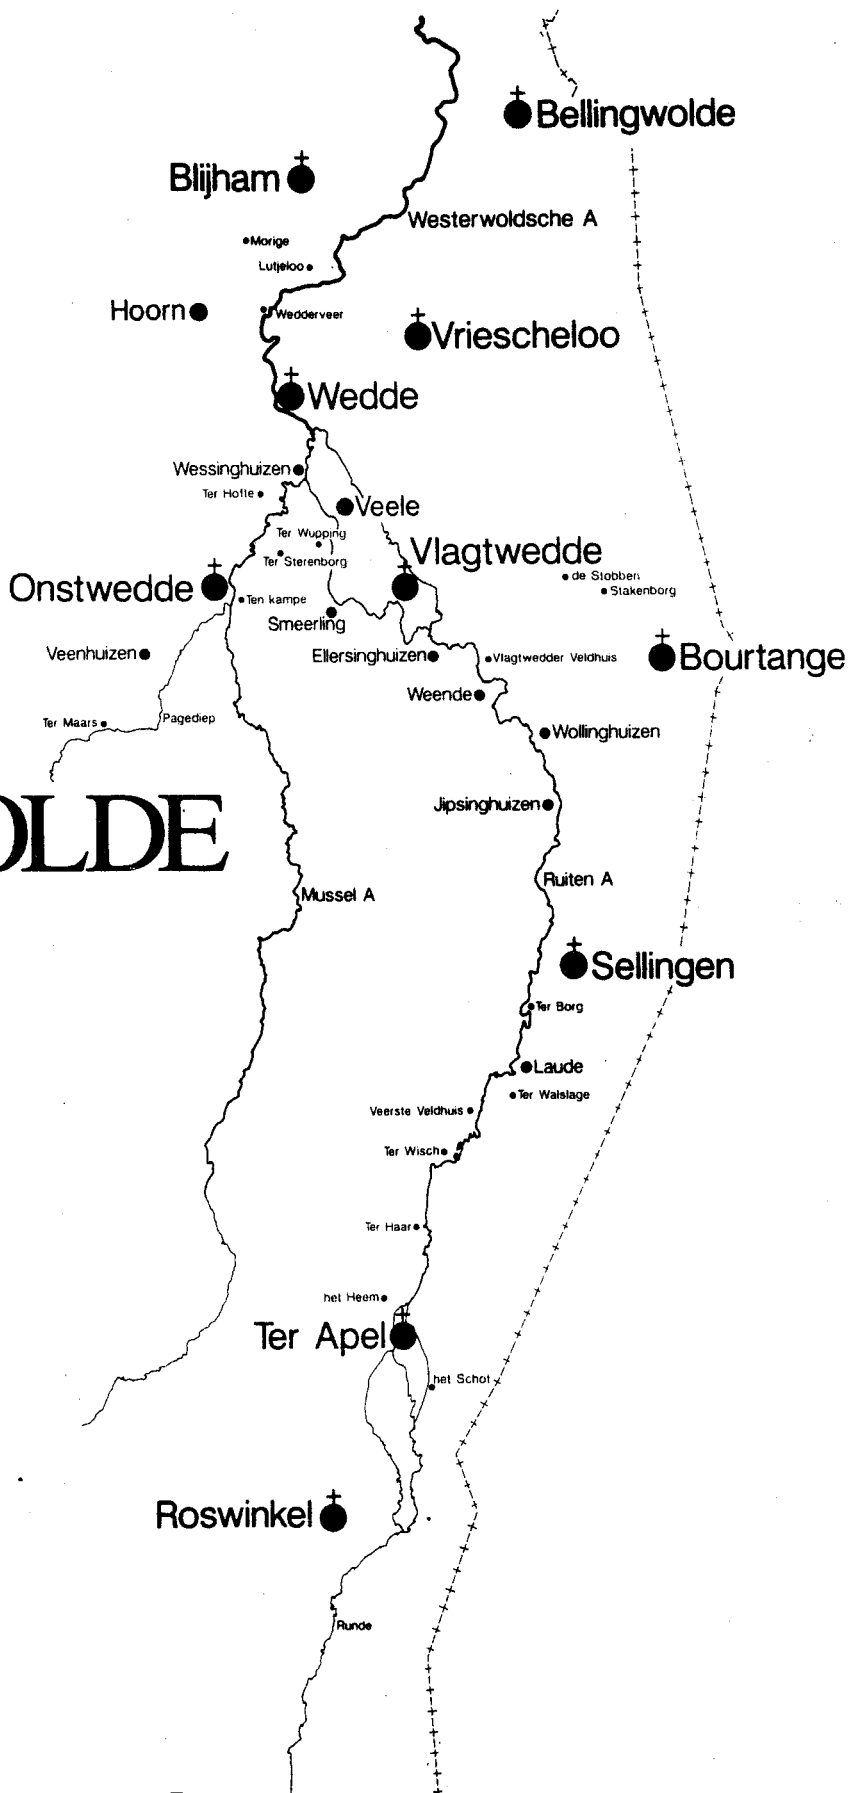 Bellingwolde
Blijham
Westerwoldsche A
Morige
Lutjeloo
Hoorn
Wedderveer
Vriescheloo
Wedde
Wessinghuizen
Ter Hofte
Veele
Ter Wupping
Vlagtwedde
Ter Sterenborg
de Stobben
Onstwedde
Stakenborg
Ten kampe
Smeerling
Veenhuizen
Ellersinghuizen
Vlagtwedder Veldhuis
Bourtange
Weende
Pagediep
Ter Maars
Wollinghuizen
Jipsinghuizen
OLDE
Ruiten A
Mussel A
Sellingen
Ter Borg
Laude
Ter Walslage
Veerste Veldhuis
Ter Wisch
Ter Haar
het Heem
Ter Apel
het Schot
Roswinkel
Runde